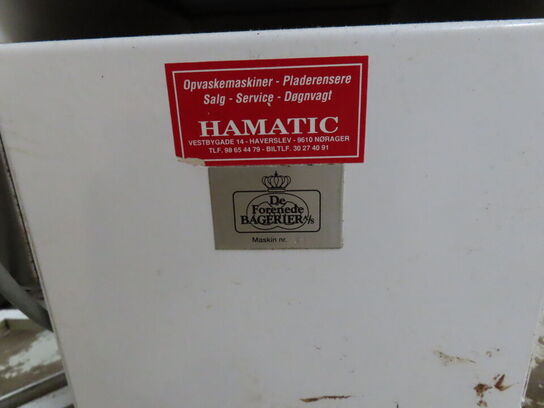 Opvaskemaskiner - Pladerensere
Salg - Service - Døgnvagt
HAMATIC
VESTBYGADE 14 - HAVERSLEV - 9610 NØRAGER
TLF. 98 65 44 79 - BILTLF. 30 27 40 91
De
Forenede
BAGERIER A/S
Maskin nr.